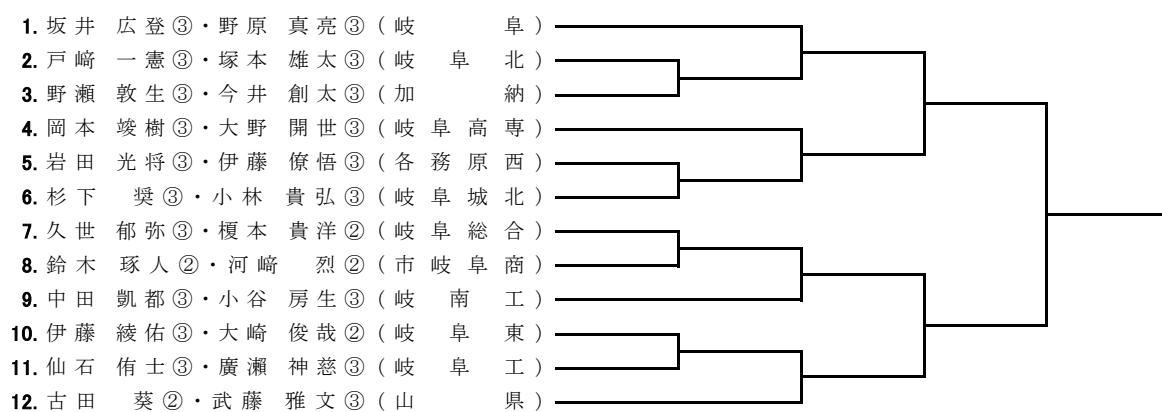 1. 坂井 広登③・野原 真亮③ (岐阜)
2. 戸﨑 一憲③・塚本 雄太③ (岐阜北)
3. 野瀬 敦生③・今井 創太③ (加納)
4. 岡本 竣樹③・大野 開世③ (岐阜高専)
5. 岩田 光将③・伊藤 僚悟③ (各務原西)
6. 杉下 奨③・小林 貴弘③ (岐阜城北)
7. 久世 郁弥③・榎本 貴洋② (岐阜総合)
8. 鈴木 琢人②・河﨑 烈② (市岐阜商)
9. 中田 凱都③・小谷 房生③ (岐南工)
10. 伊藤 綾佑③・大崎 俊哉② (岐阜東)
11. 仙石 侑士③・廣瀬 神慈③ (岐阜工)
12. 古田 葵②・武藤 雅文③ (山県)